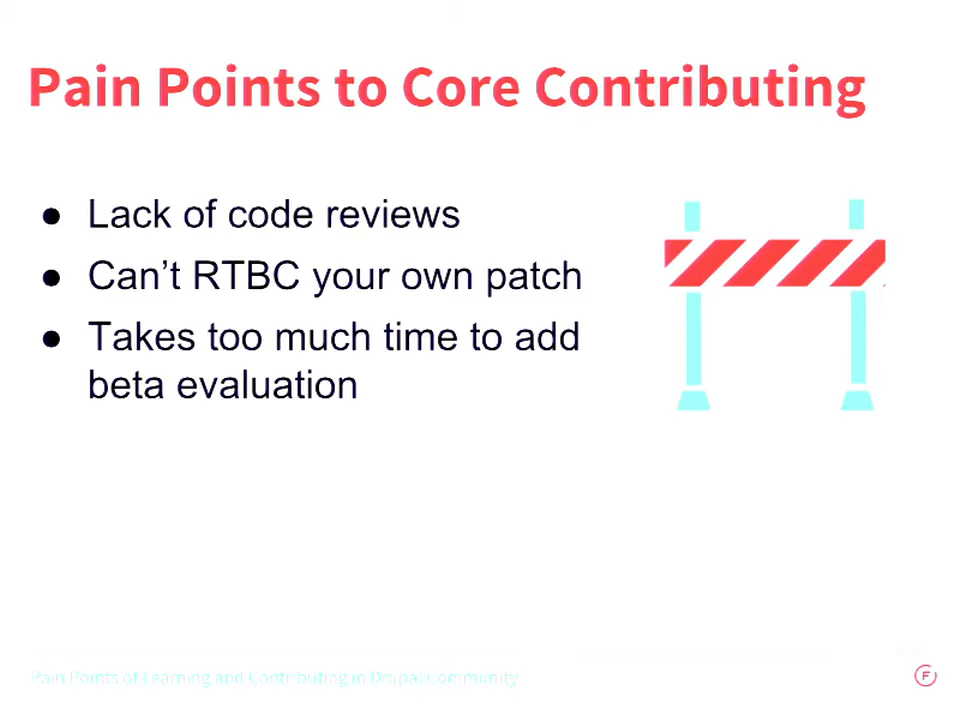 Pain Points to Core Contributing
● Lack of code reviews
● Can’t RTBC your own patch
● Takes too much time to add
beta evaluation
Pain Points of Learning and Contributing in Drupal Community
F